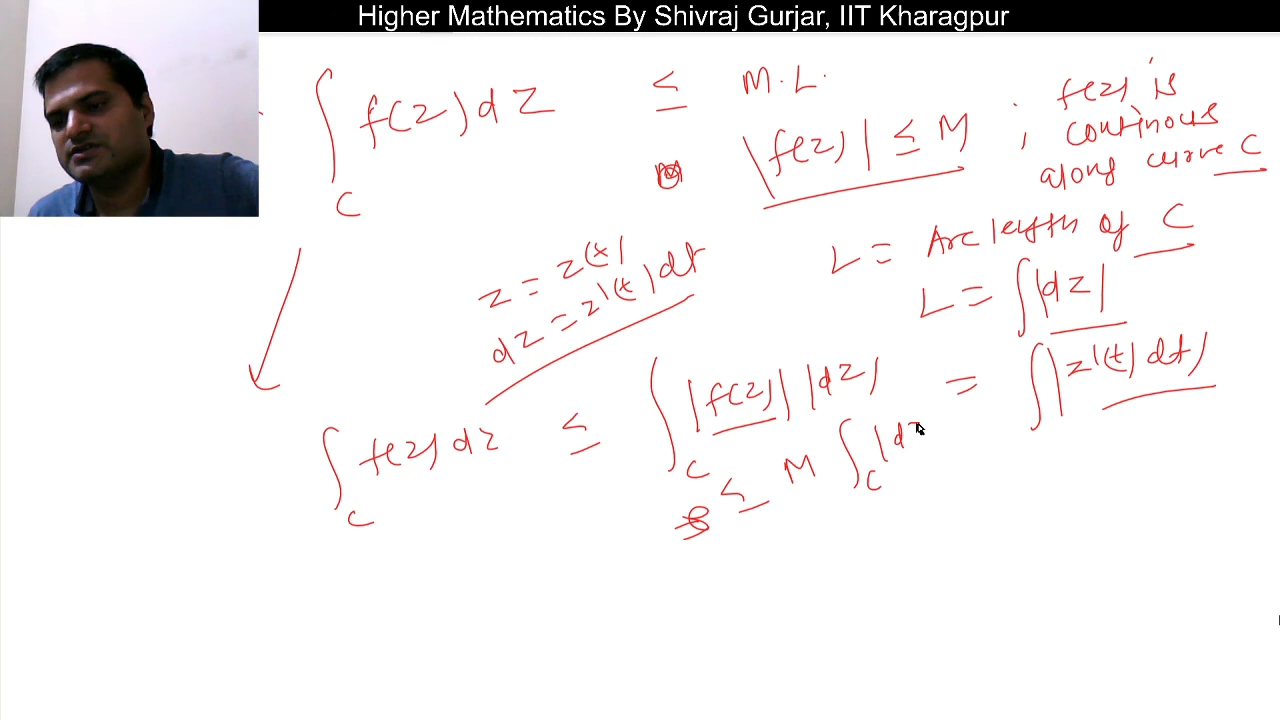 Higher Mathematics By Shivraj Gurjar, IIT Kharagpur
∫_C f(z) dz ≤ M.L.
|f(z)| ≤ M ; f(z) is
continous
along curve C
L = Arc length of C
z = z(t)
dz = z'(t) dt
L = ∫|dz|
= ∫|z'(t) dt|
∫_C f(z) dz ≤ ∫_C |f(z)| |dz|
≤ M ∫_C |dz